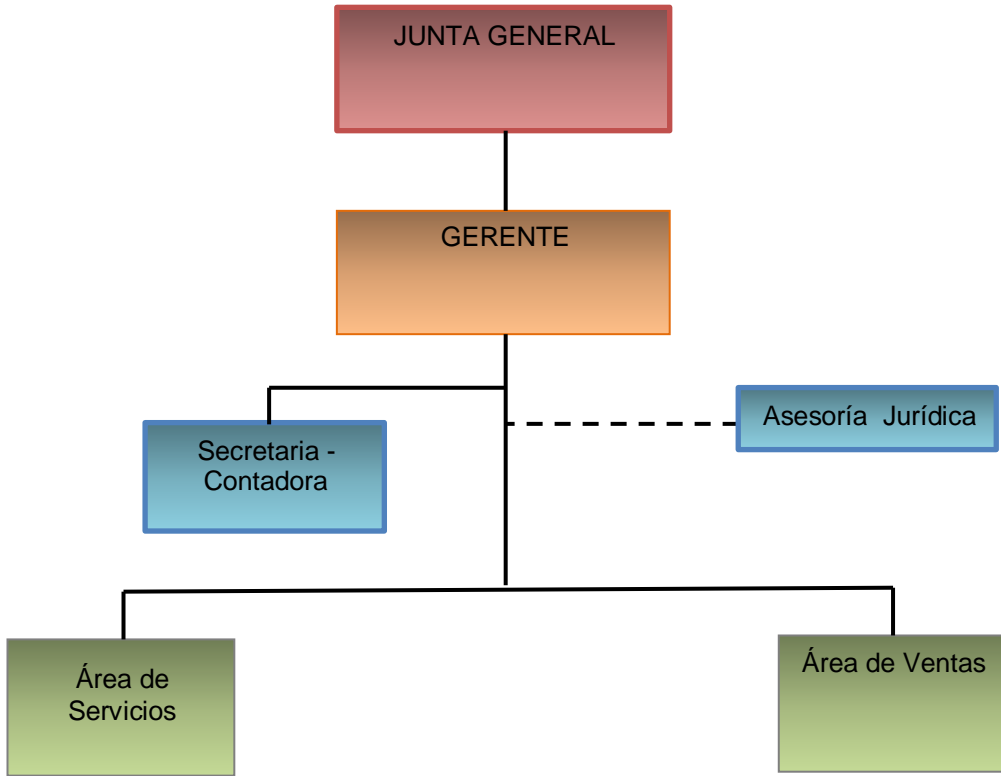 JUNTA GENERAL
GERENTE
Secretaria -
Contadora
Asesoría Jurídica
Área de
Servicios
Área de Ventas